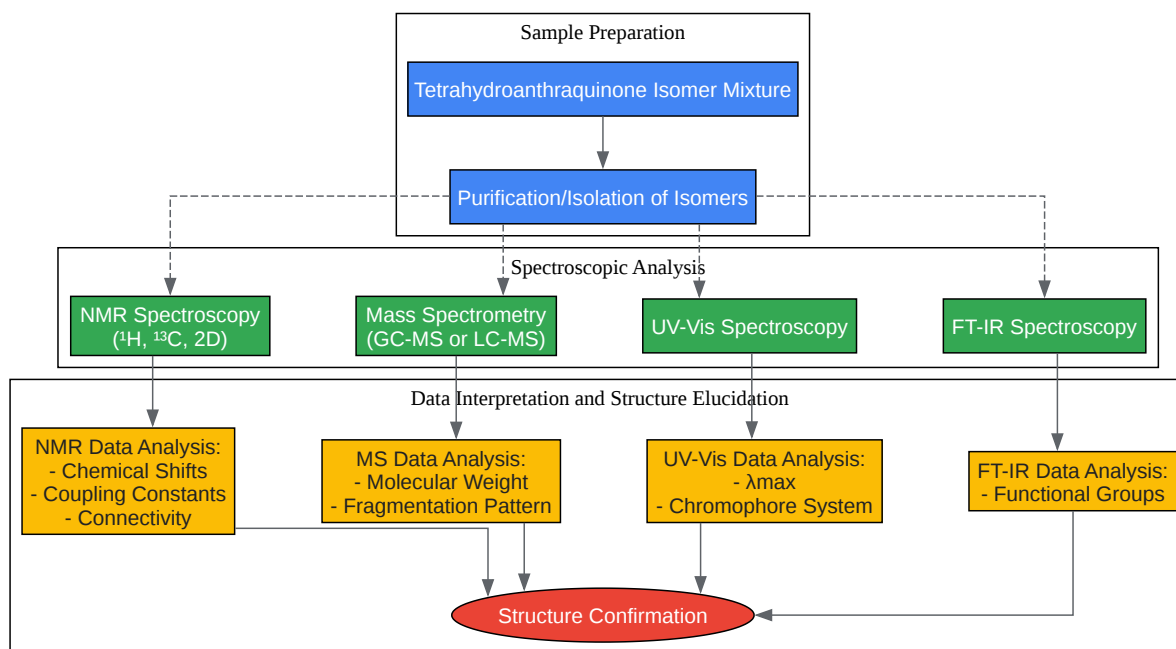 Sample Preparation
Tetrahydroanthraquinone Isomer Mixture
Purification/Isolation of Isomers
Spectroscopic Analysis
NMR Spectroscopy
(¹H, ¹³C, 2D)
Mass Spectrometry
(GC-MS or LC-MS)
UV-Vis Spectroscopy
FT-IR Spectroscopy
Data Interpretation and Structure Elucidation
NMR Data Analysis:
- Chemical Shifts
- Coupling Constants
- Connectivity
MS Data Analysis:
- Molecular Weight
- Fragmentation Pattern
UV-Vis Data Analysis:
- λmax
- Chromophore System
FT-IR Data Analysis:
- Functional Groups
Structure Confirmation